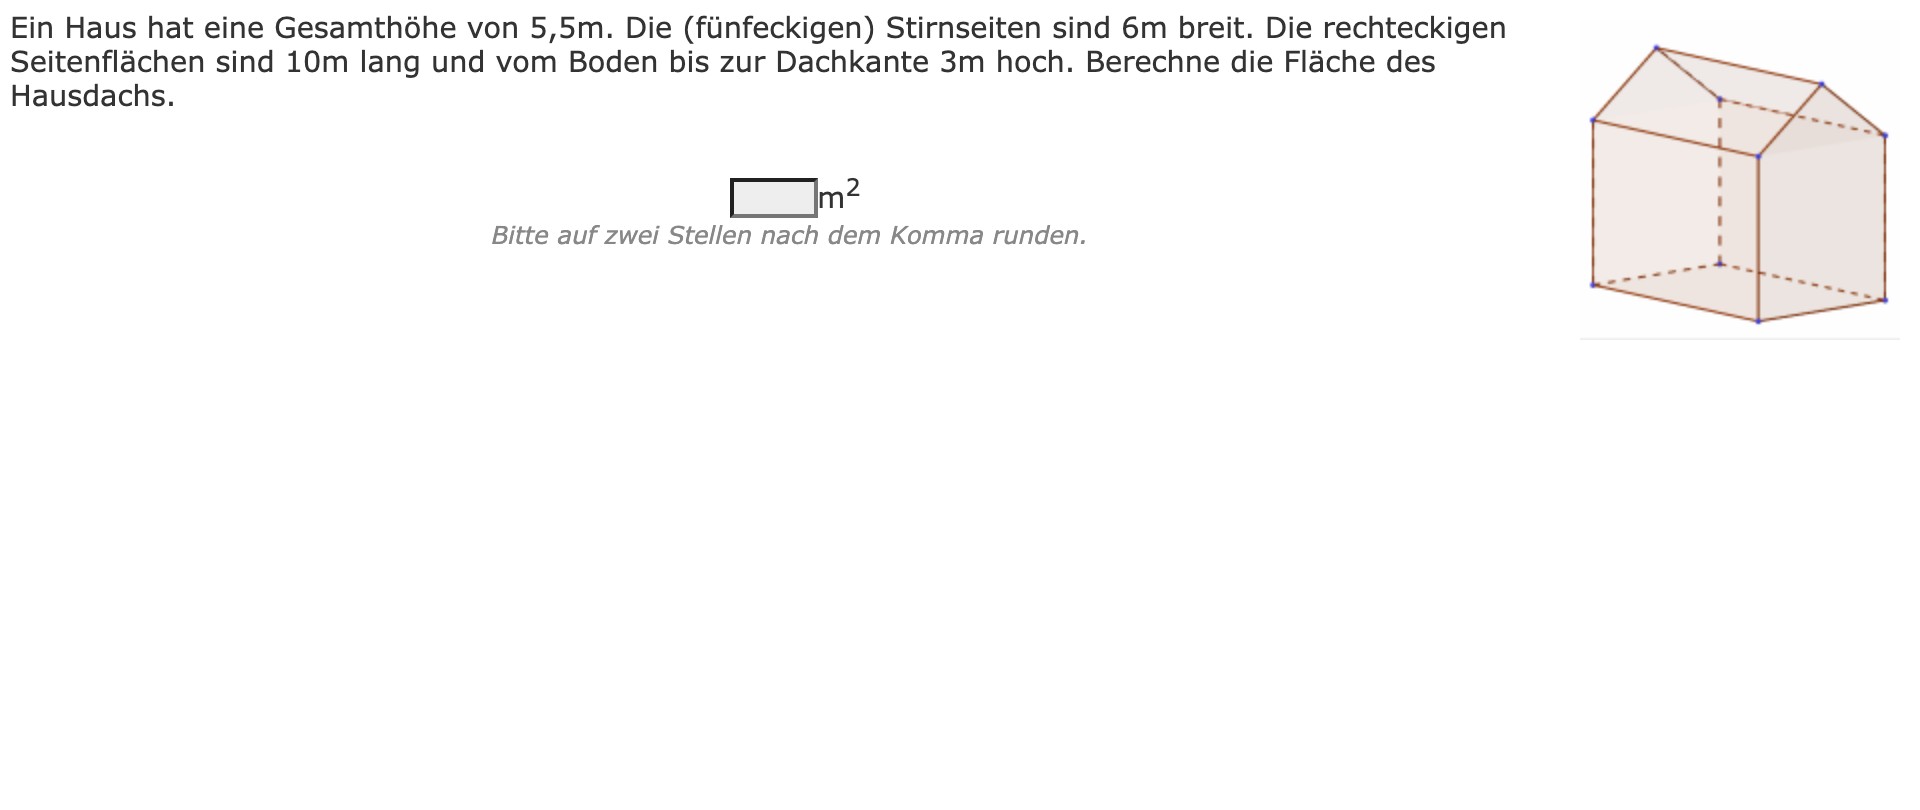 Ein Haus hat eine Gesamthöhe von 5,5m. Die (fünfeckigen) Stirnseiten sind 6m breit. Die rechteckigen
Seitenflächen sind 10m lang und vom Boden bis zur Dachkante 3m hoch. Berechne die Fläche des
Hausdachs.
m²
Bitte auf zwei Stellen nach dem Komma runden.